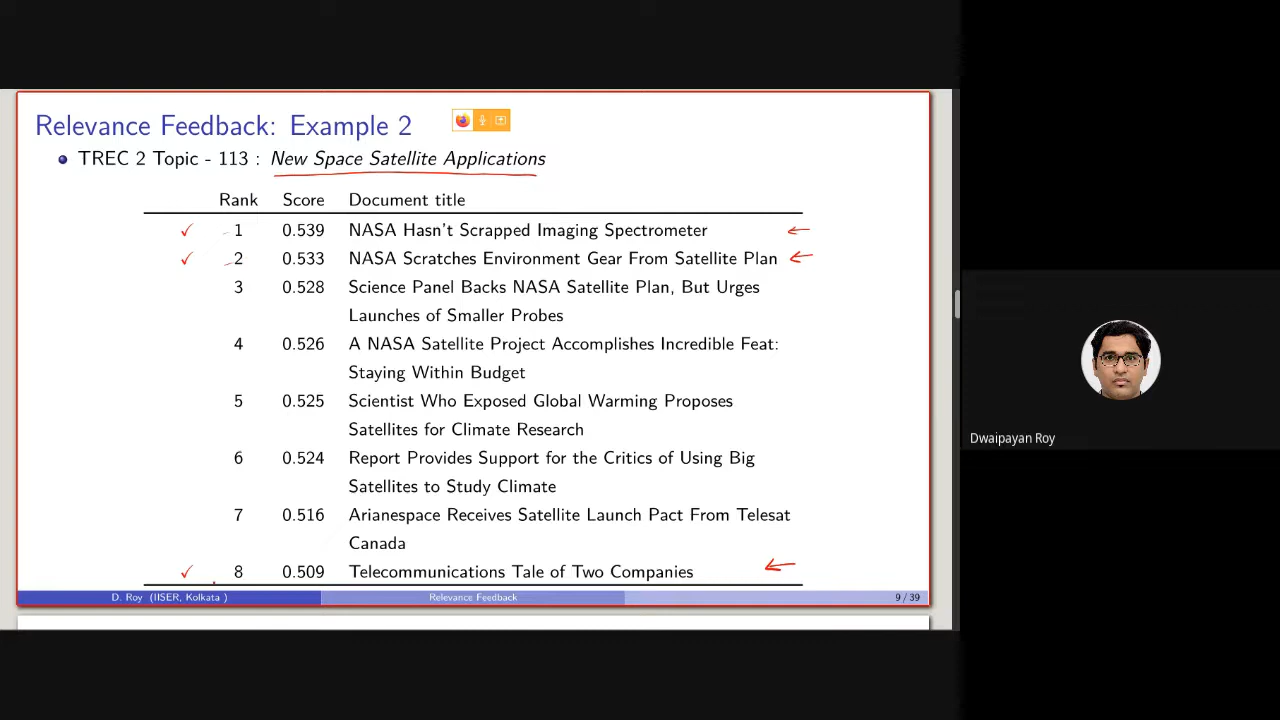 Relevance Feedback: Example 2
TREC 2 Topic - 113 : New Space Satellite Applications
Rank Score Document title
✓ 1 0.539 NASA Hasn't Scrapped Imaging Spectrometer
✓ 2 0.533 NASA Scratches Environment Gear From Satellite Plan
3 0.528 Science Panel Backs NASA Satellite Plan, But Urges
Launches of Smaller Probes
4 0.526 A NASA Satellite Project Accomplishes Incredible Feat:
Staying Within Budget
5 0.525 Scientist Who Exposed Global Warming Proposes
Satellites for Climate Research
6 0.524 Report Provides Support for the Critics of Using Big
Satellites to Study Climate
7 0.516 Arianespace Receives Satellite Launch Pact From Telesat
Canada
✓ 8 0.509 Telecommunications Tale of Two Companies
D. Roy (IISER, Kolkata ) Relevance Feedback 9 / 39
Dwaipayan Roy